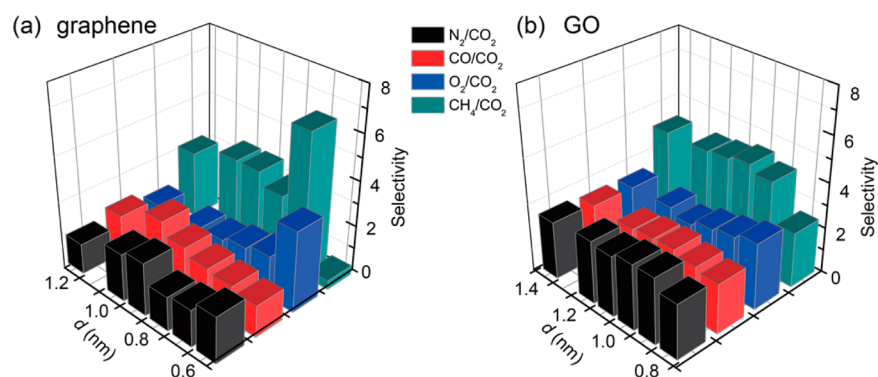 (a) graphene
N₂/CO₂
CO/CO₂
O₂/CO₂
CH₄/CO₂
8
6
4
2
0
Selectivity
1.2
1.0
0.8
0.6
d (nm)
(b) GO
8
6
4
2
0
Selectivity
1.4
1.2
1.0
0.8
d (nm)